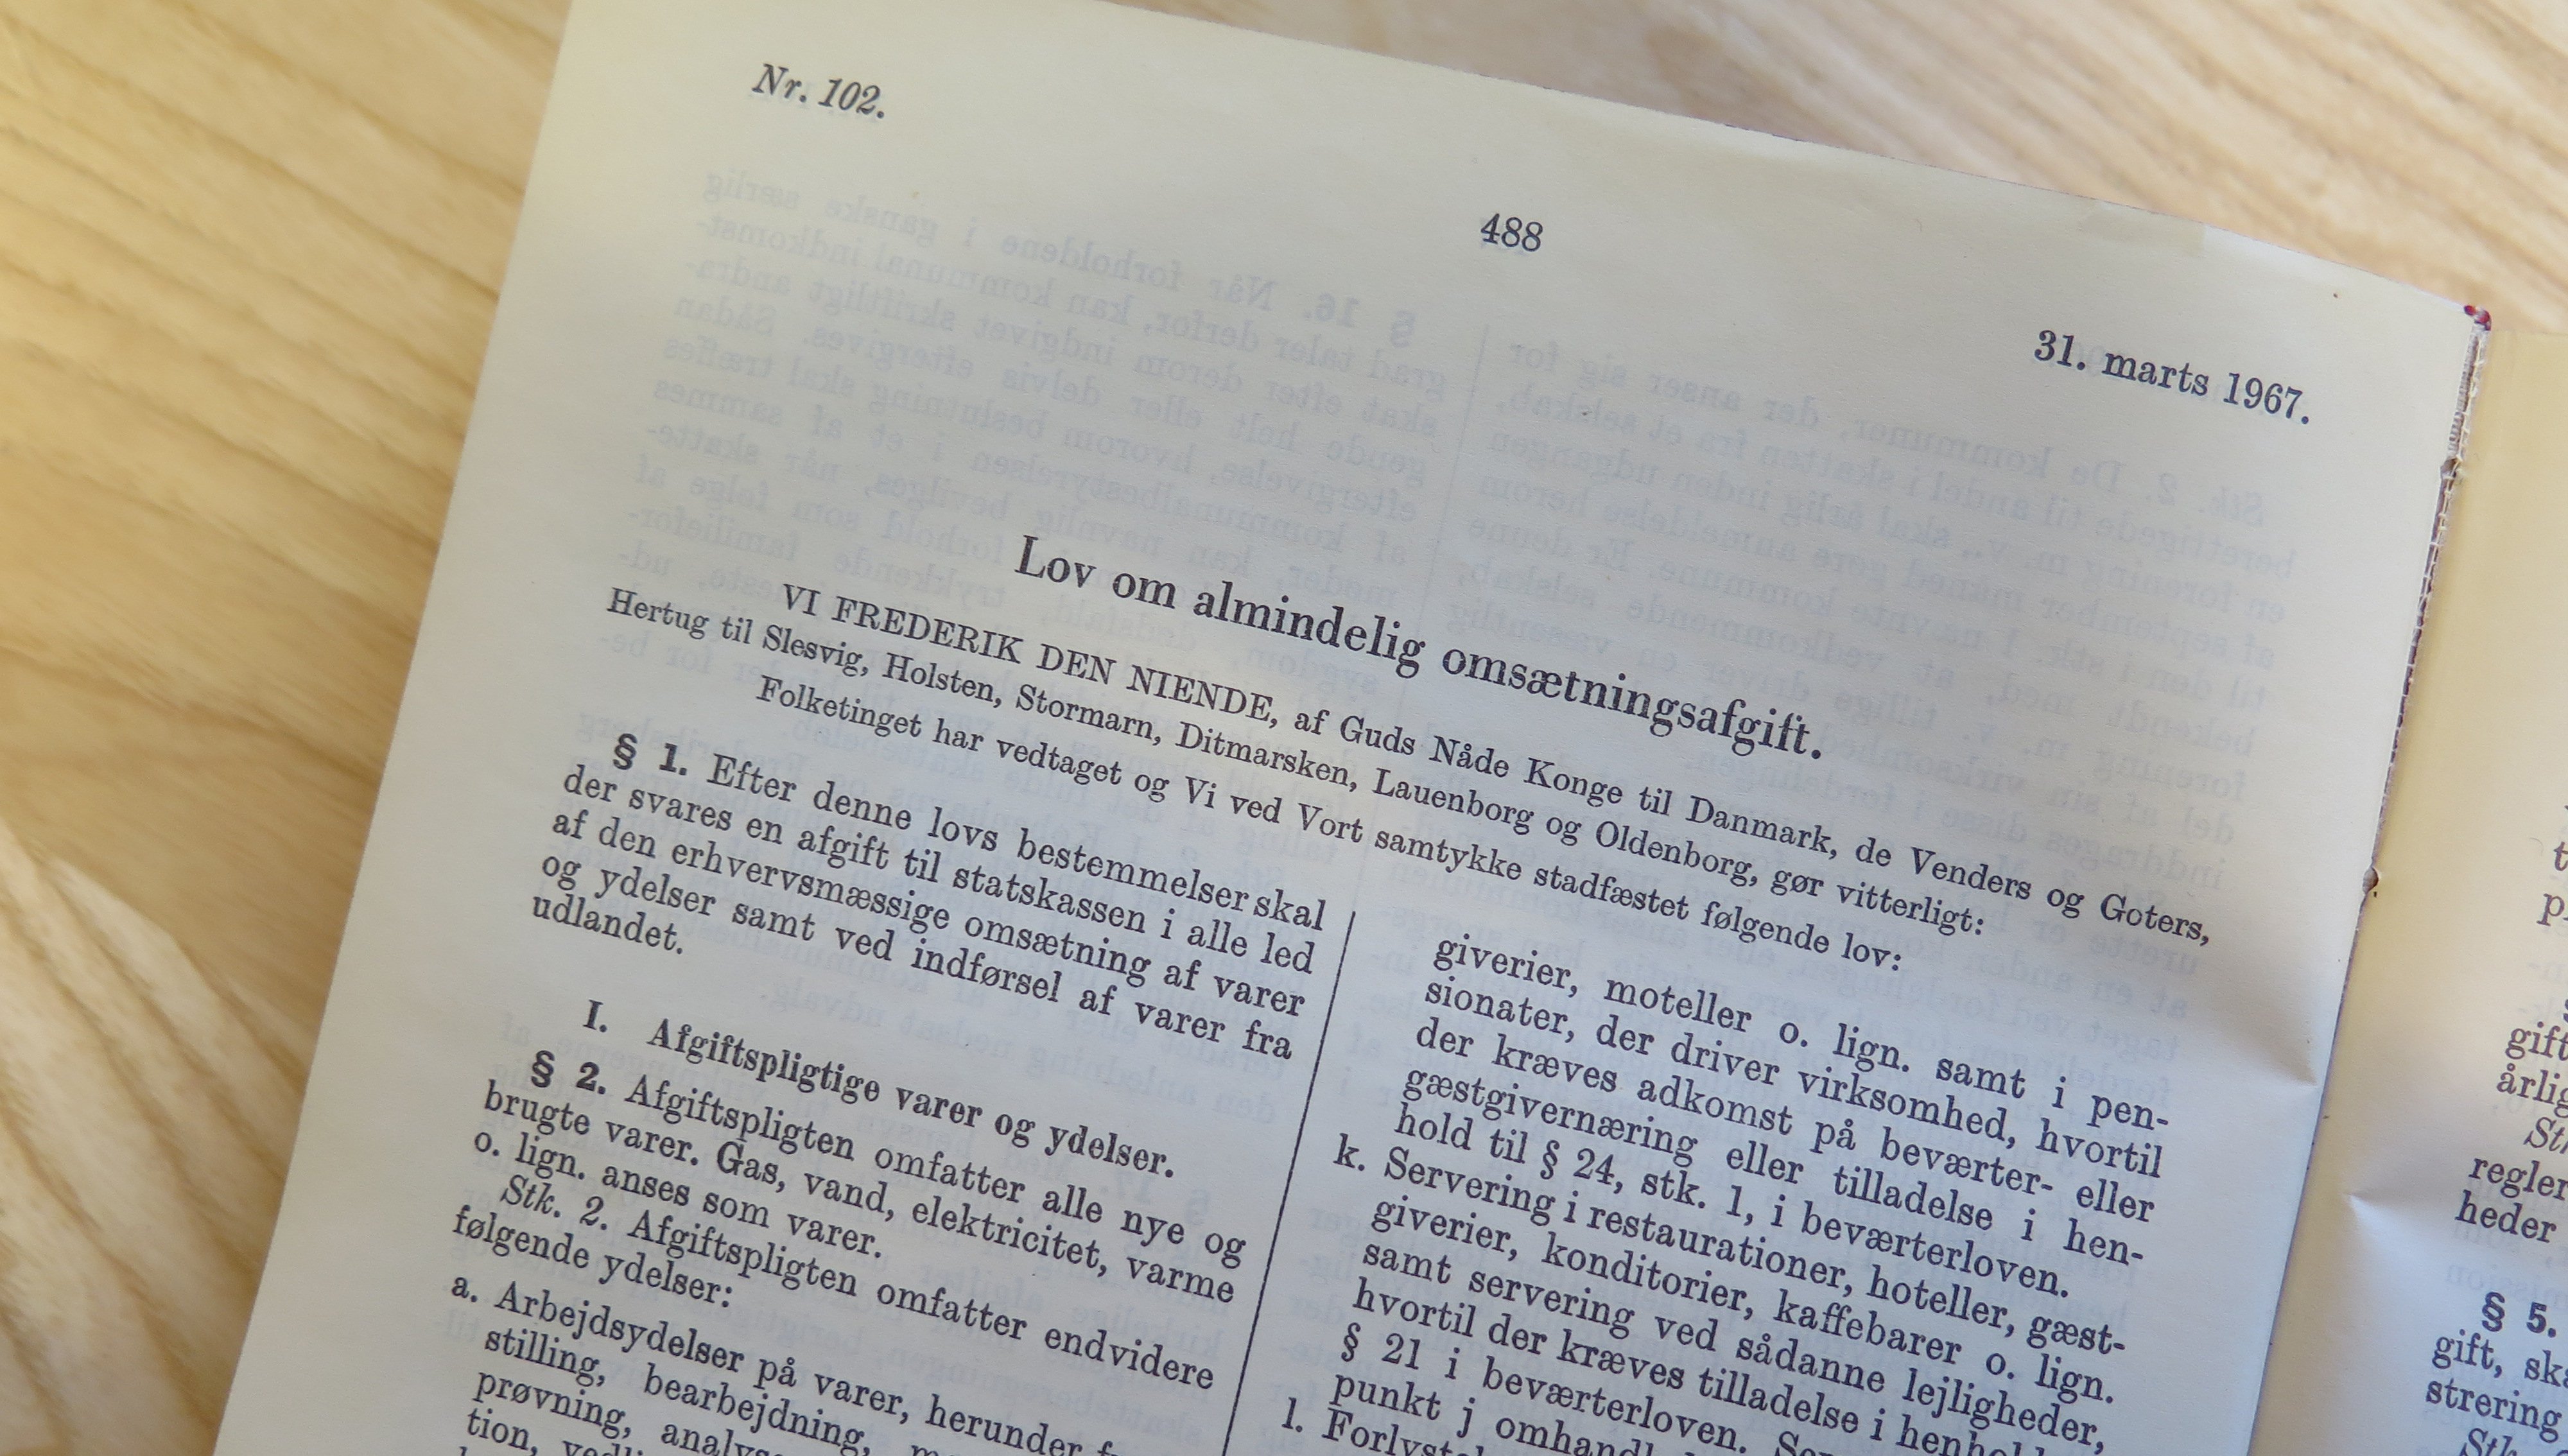 Nr. 102.
488
31. marts 1967.
Lov om almindelig omsætningsafgift.
VI FREDERIK DEN NIENDE, af Guds Nåde Konge til Danmark, de Venders og Goters,
Hertug til Slesvig, Holsten, Stormarn, Ditmarsken, Lauenborg og Oldenborg, gør vitterligt:
Folketinget har vedtaget og Vi ved Vort samtykke stadfæstet følgende lov:
§ 1. Efter denne lovs bestemmelser skal
der svares en afgift til statskassen i alle led
af den erhvervsmæssige omsætning af varer
og ydelser samt ved indførsel af varer fra
udlandet.
I. Afgiftspligtige varer og ydelser.
§ 2. Afgiftspligten omfatter alle nye og
brugte varer. Gas, vand, elektricitet, varme
o. lign. anses som varer.
Stk. 2. Afgiftspligten omfatter endvidere
følgende ydelser:
a. Arbejdsydelser på varer, herunder
stilling, bearbejdning,
prøvning,
tion,
giverier, moteller o. lign. samt i pen-
sionater, der driver virksomhed, hvortil
der kræves adkomst på beværter- eller
gæstgivernæring eller tilladelse i hen-
hold til § 24, stk. 1, i beværterloven.
k. Servering i restaurationer, hoteller, gæst-
giverier, konditorier, kaffebarer o. lign.
samt servering ved sådanne lejligheder,
hvortil der kræves tilladelse i
§ 21 i beværterloven.
punkt j
l.
gift
årlig
regler
heder
§ 5.
gift,
strering
Stk.